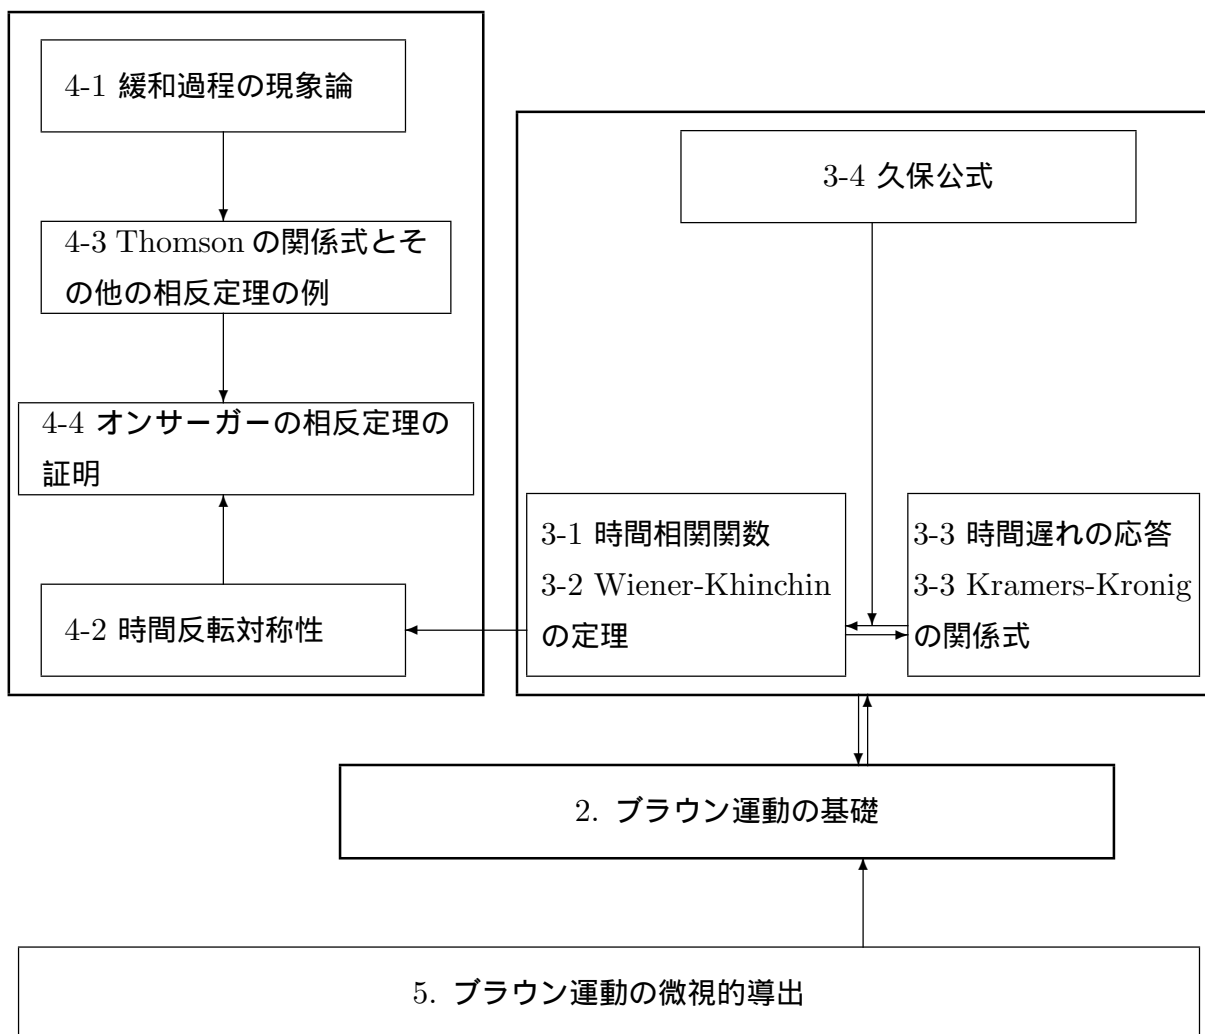 4-1 緩和過程の現象論
4-3 Thomson の関係式とそ
の他の相反定理の例
4-4 オンサーガーの相反定理の
証明
4-2 時間反転対称性
3-4 久保公式
3-1 時間相関関数
3-2 Wiener-Khinchin
の定理
3-3 時間遅れの応答
3-3 Kramers-Kronig
の関係式
2. ブラウン運動の基礎
5. ブラウン運動の微視的導出